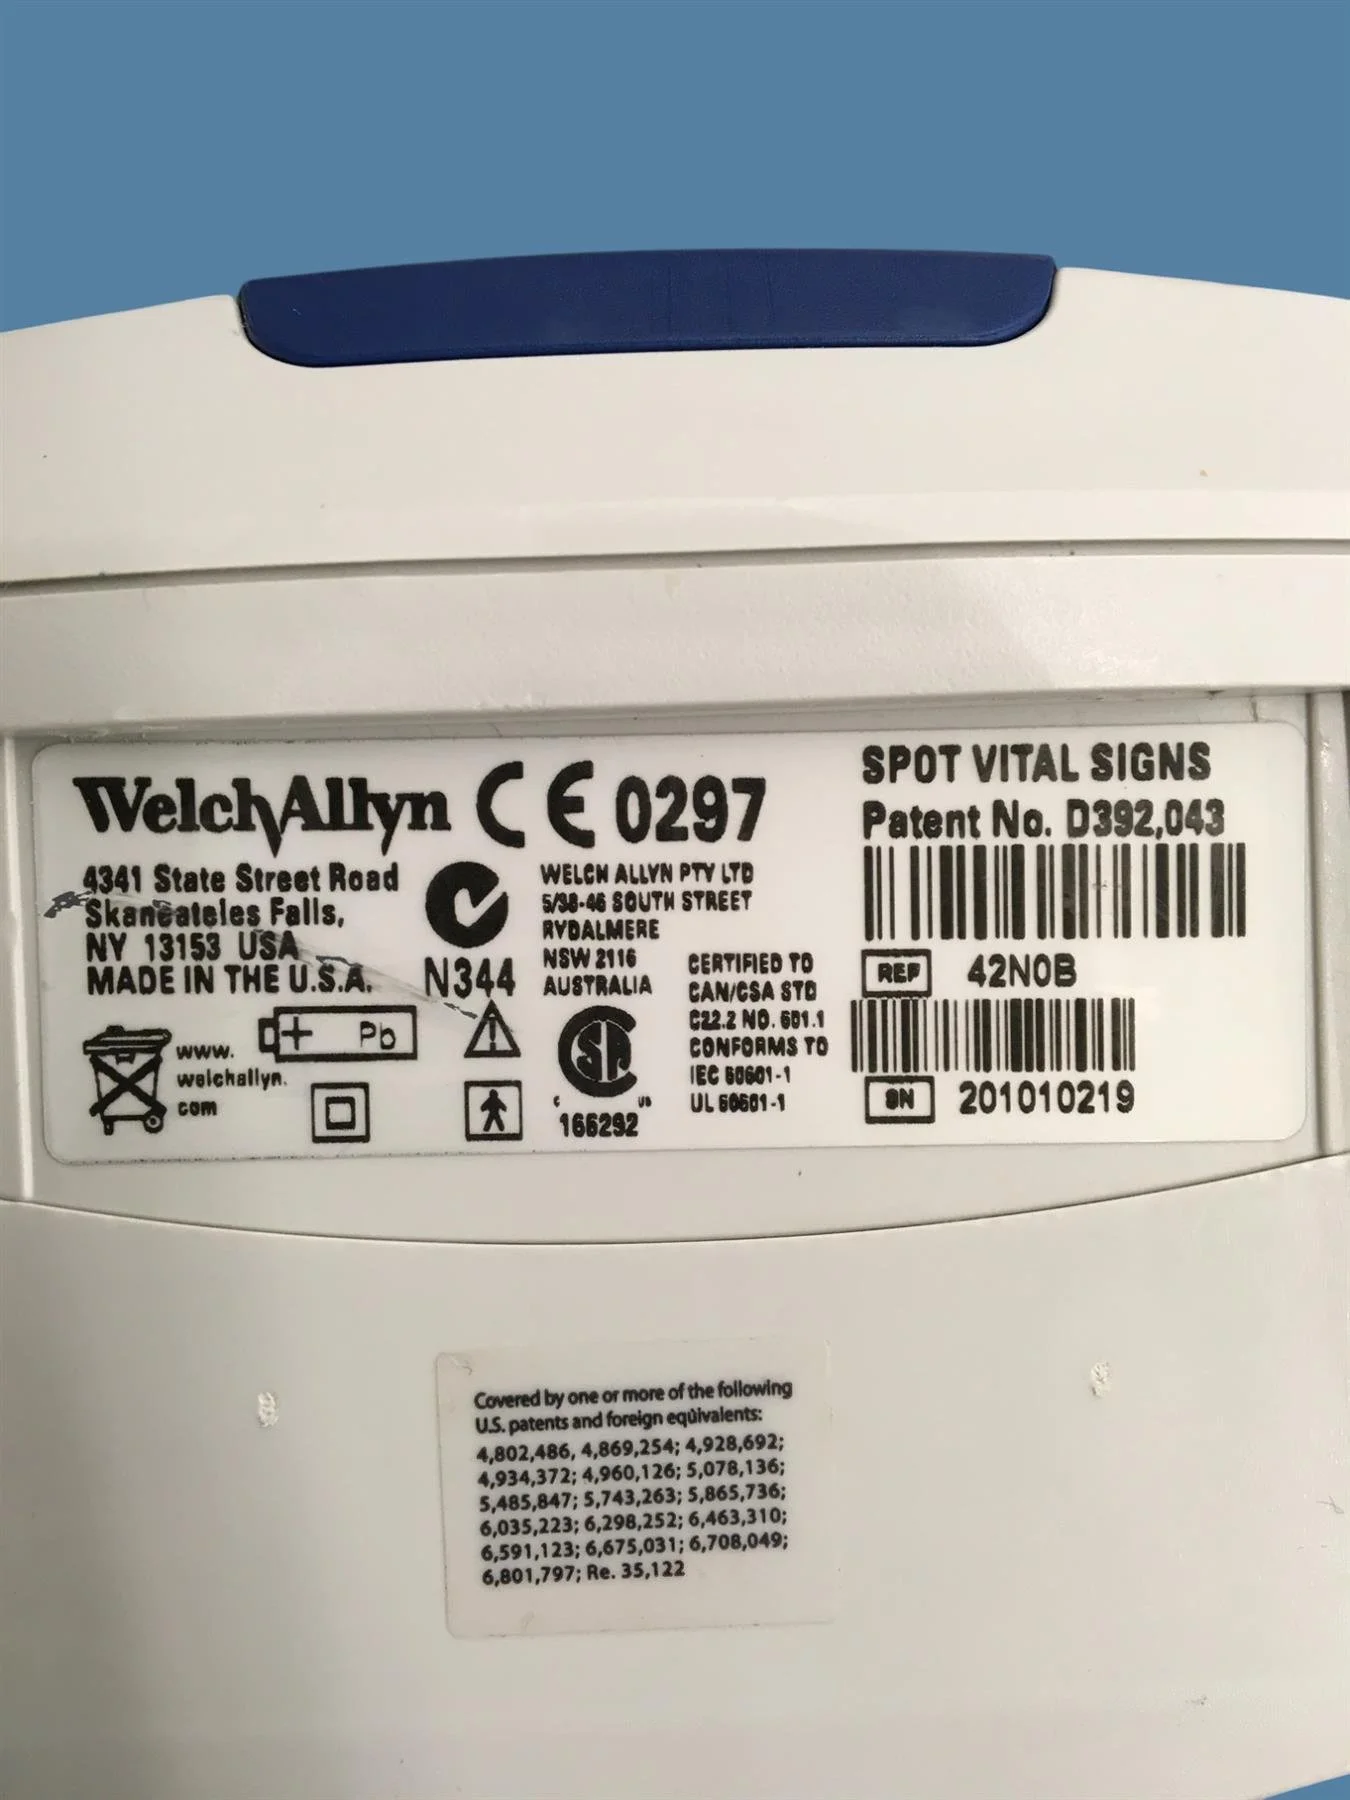 WelchAllyn CE 0297
4341 State Street Road
Skaneateles Falls,
NY 13153 USA
MADE IN THE U.S.A.
N344
WELCH ALLYN PTY LTD
5/38-46 SOUTH STREET
RYDALMERE
NSW 2116
AUSTRALIA
www.
welchallyn.
com
+ Pb
C US
166292
CERTIFIED TO
CAN/CSA STD
C22.2 NO. 601.1
CONFORMS TO
IEC 60601-1
UL 60601-1
SPOT VITAL SIGNS
Patent No. D392,043
REF 42N0B
SN 201010219
Covered by one or more of the following
U.S. patents and foreign equivalents:
4,802,486, 4,869,254; 4,928,692;
4,934,372; 4,960,126; 5,078,136;
5,485,847; 5,743,263; 5,865,736;
6,035,223; 6,298,252; 6,463,310;
6,591,123; 6,675,031; 6,708,049;
6,801,797; Re. 35,122